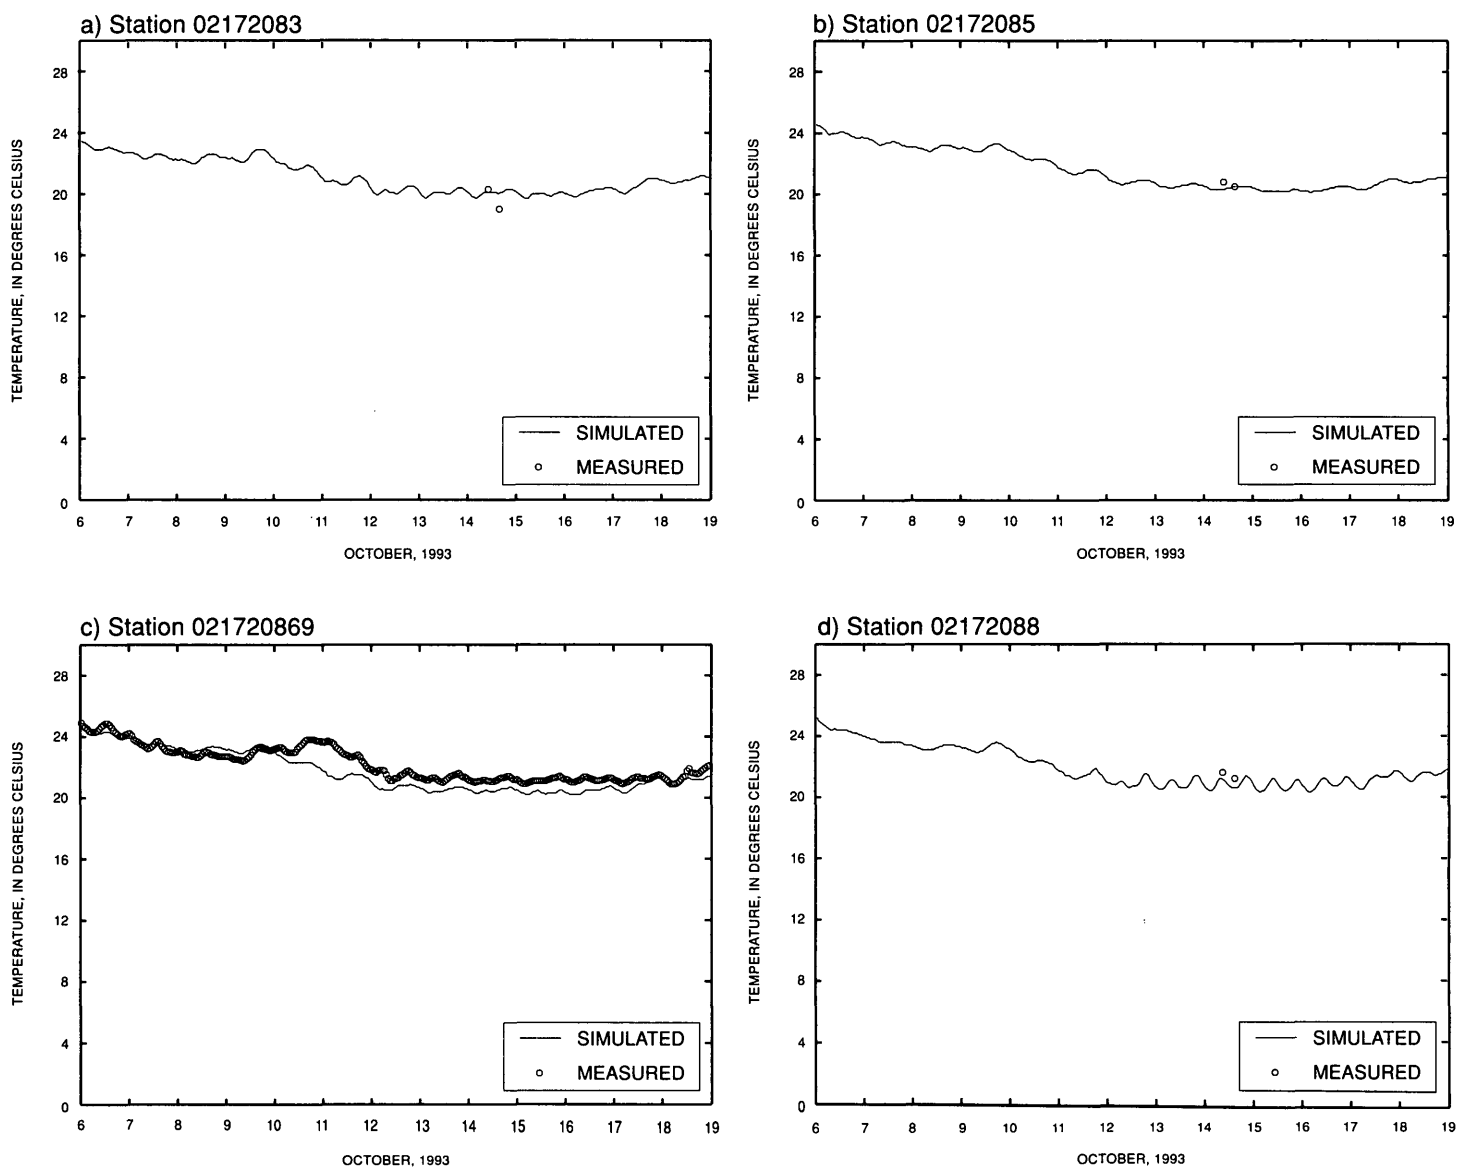 a) Station 02172083
28
24
20
16
12
8
4
0
TEMPERATURE, IN DEGREES CELSIUS
SIMULATED
MEASURED
6 7 8 9 10 11 12 13 14 15 16 17 18 19
OCTOBER, 1993
b) Station 02172085
28
24
20
16
12
8
4
0
TEMPERATURE, IN DEGREES CELSIUS
SIMULATED
MEASURED
6 7 8 9 10 11 12 13 14 15 16 17 18 19
OCTOBER, 1993
c) Station 021720869
28
24
20
16
12
8
4
0
TEMPERATURE, IN DEGREES CELSIUS
SIMULATED
MEASURED
6 7 8 9 10 11 12 13 14 15 16 17 18 19
OCTOBER, 1993
d) Station 02172088
28
24
20
16
12
8
4
0
TEMPERATURE, IN DEGREES CELSIUS
SIMULATED
MEASURED
6 7 8 9 10 11 12 13 14 15 16 17 18 19
OCTOBER, 1993